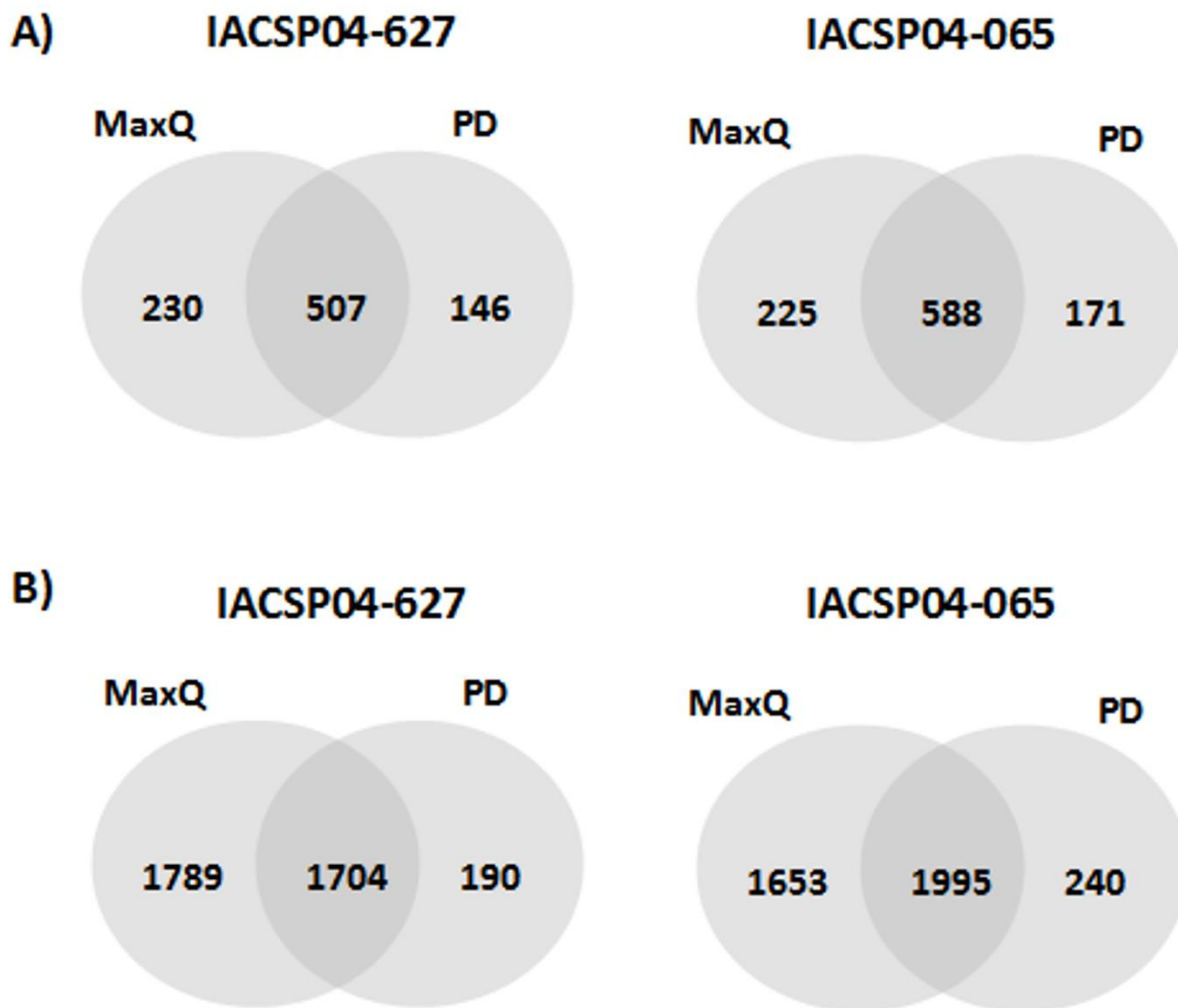 A) IACSP04-627 IACSP04-065
MaxQ PD MaxQ PD
230 507 146 225 588 171
B) IACSP04-627 IACSP04-065
MaxQ PD MaxQ PD
1789 1704 190 1653 1995 240